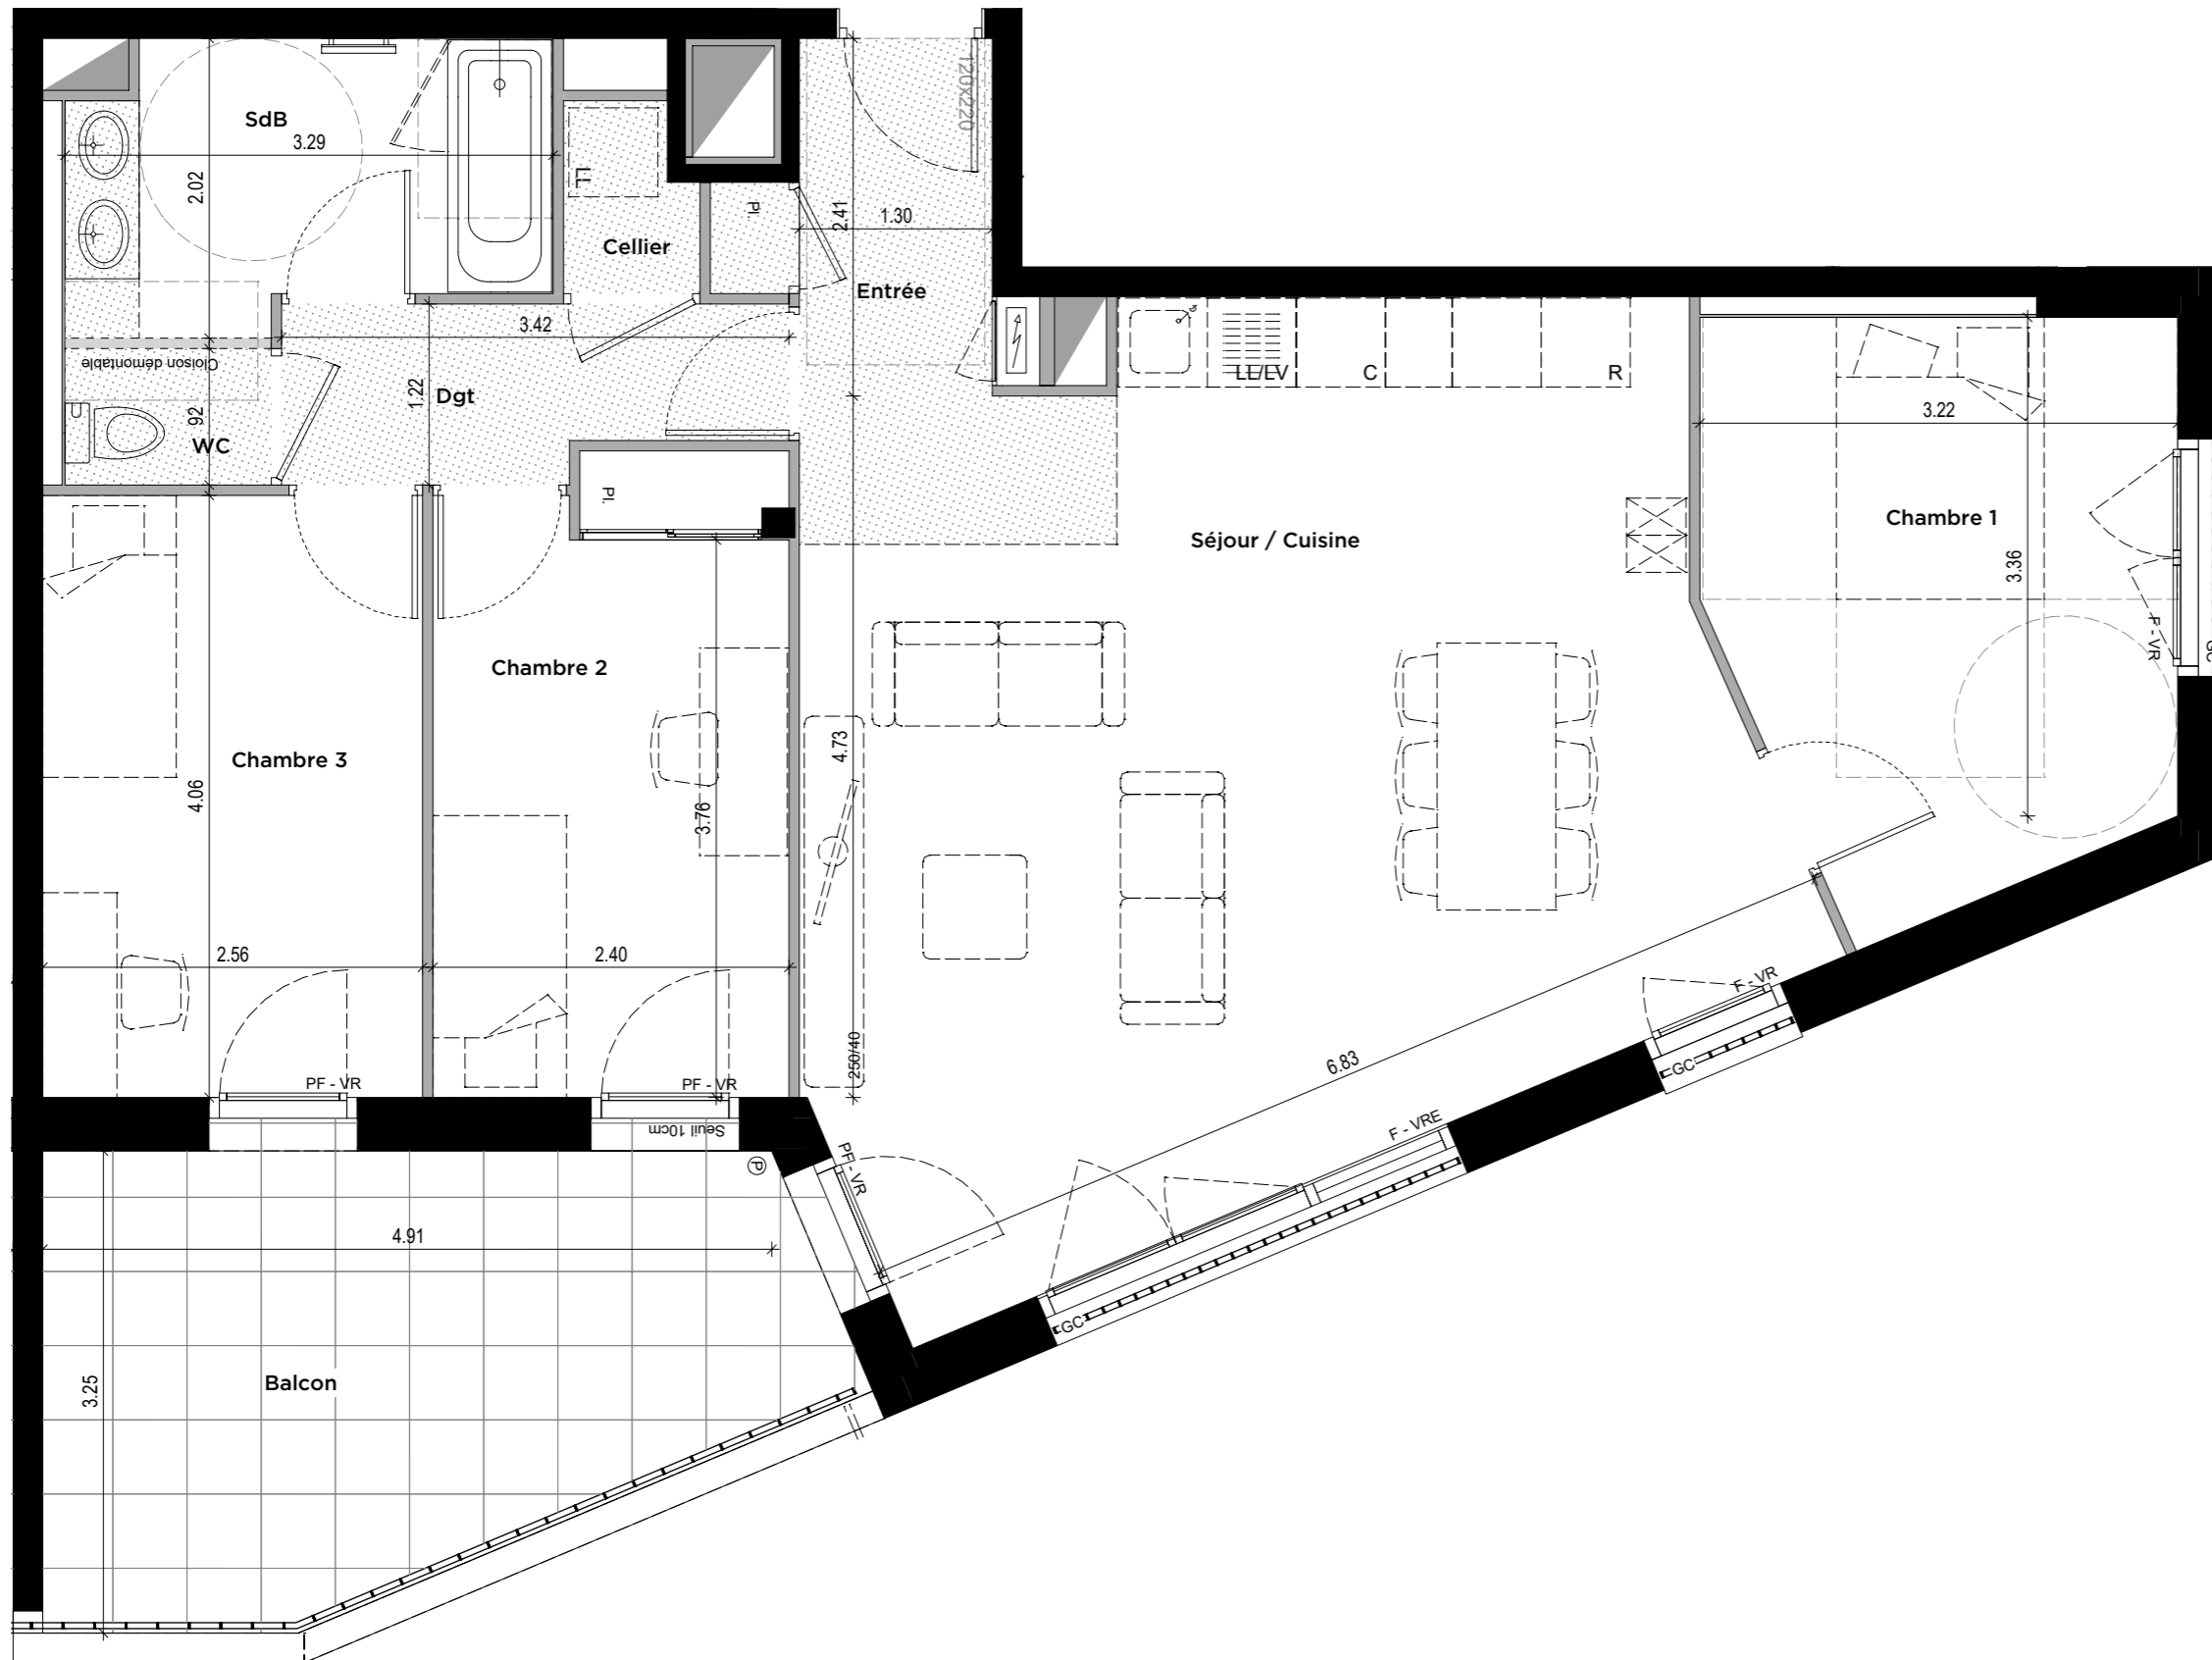 SdB
3.29
2.02
LL
Cellier
Pl.
2.41
1.30
120x220
Entrée
3.42
Cloison démontable
1.22
Dgt
92
WC
LL/LV
C
R
3.22
Pl.
Séjour / Cuisine
Chambre 1
3.36
F - VR
GC
Chambre 2
Chambre 3
4.06
3.76
4.73
2.56
2.40
PF - VR
PF - VR
Seuil 10cm
250/40
P
PF - VR
6.83
F - VR
GC
F - VRE
GC
4.91
3.25
Balcon